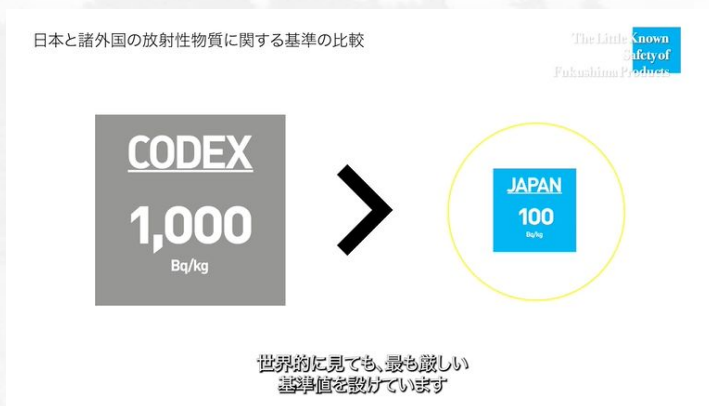 日本と諸外国の放射性物質に関する基準の比較
The Little Known
Safety of
Fukushima Products
CODEX
1,000
Bq/kg
>
JAPAN
100
Bq/kg
世界的に見ても、最も厳しい
基準値を設けています